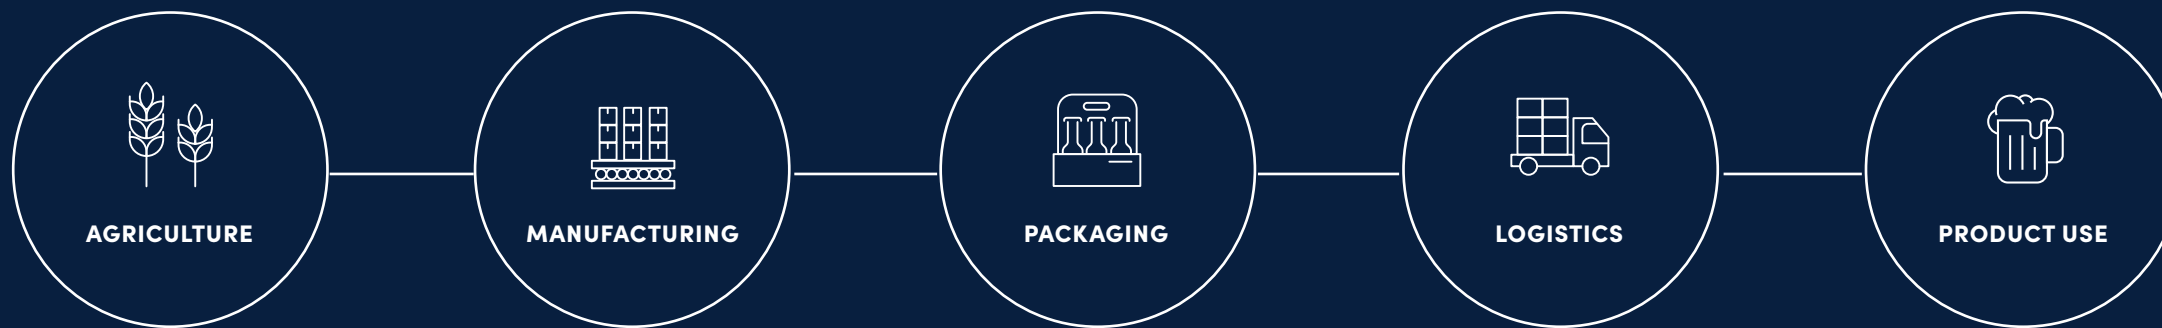 AGRICULTURE
MANUFACTURING
PACKAGING
LOGISTICS
PRODUCT USE